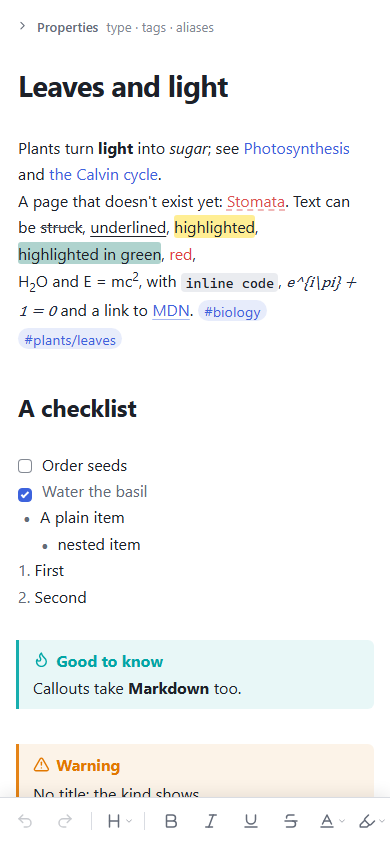 Properties type · tags · aliases
Leaves and light
Plants turn light into sugar; see Photosynthesis
and the Calvin cycle.
A page that doesn't exist yet: Stomata. Text can
be struck, underlined, highlighted,
highlighted in green, red,
H₂O and E = mc², with inline code, e^{i\pi} +
1 = 0 and a link to MDN. #biology
#plants/leaves
A checklist
Order seeds
Water the basil
• A plain item
• nested item
1. First
2. Second
Good to know
Callouts take Markdown too.
Warning
No title: the kind shows
H B I U S A